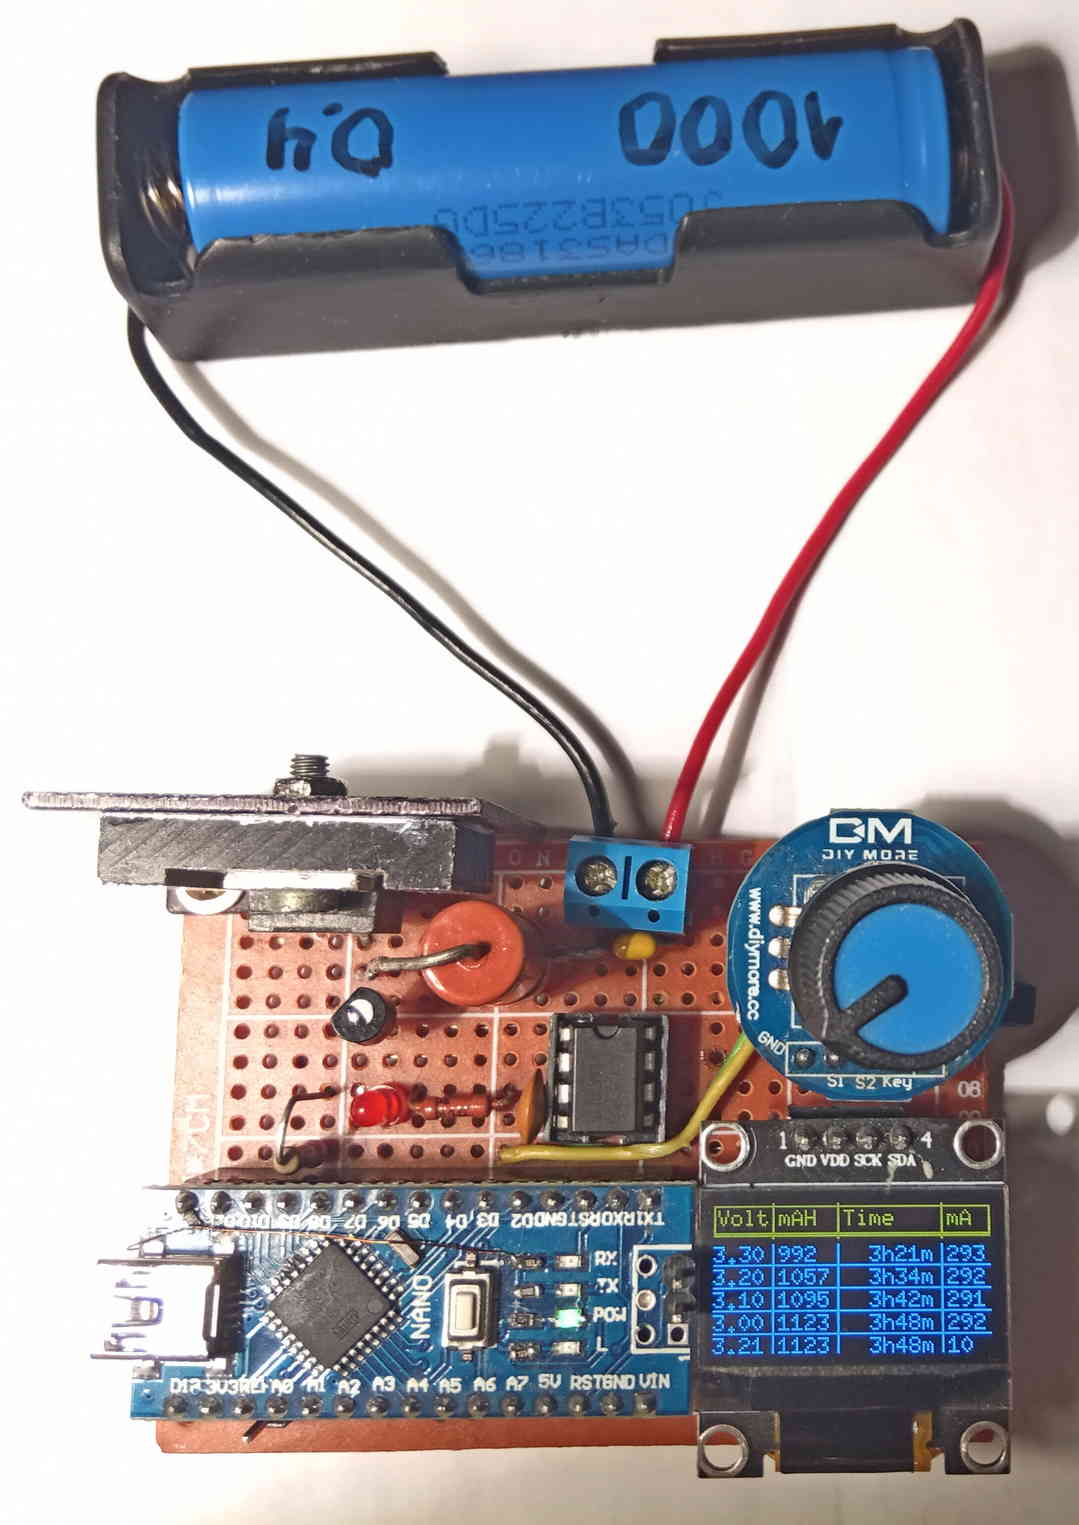 1000 0.4
J053B225D0
DAS3186
ON
HG
DM
DIY MORE
www.diymore.cc
GND
S1 S2 Key
08
1 4
GND VDD SCK SDA
TX1 RX0 RST GND D2 D3 D4 D5 D6 D7 D8 D9
RX
TX
POW
L
NANO
D13 3V3 REF A0 A1 A2 A3 A4 A5 A6 A7 5V RST GND VIN
Volt mAH Time mA
3.30 992 3h21m 293
3.20 1057 3h34m 292
3.10 1095 3h42m 291
3.00 1123 3h48m 292
3.21 1123 3h48m 10